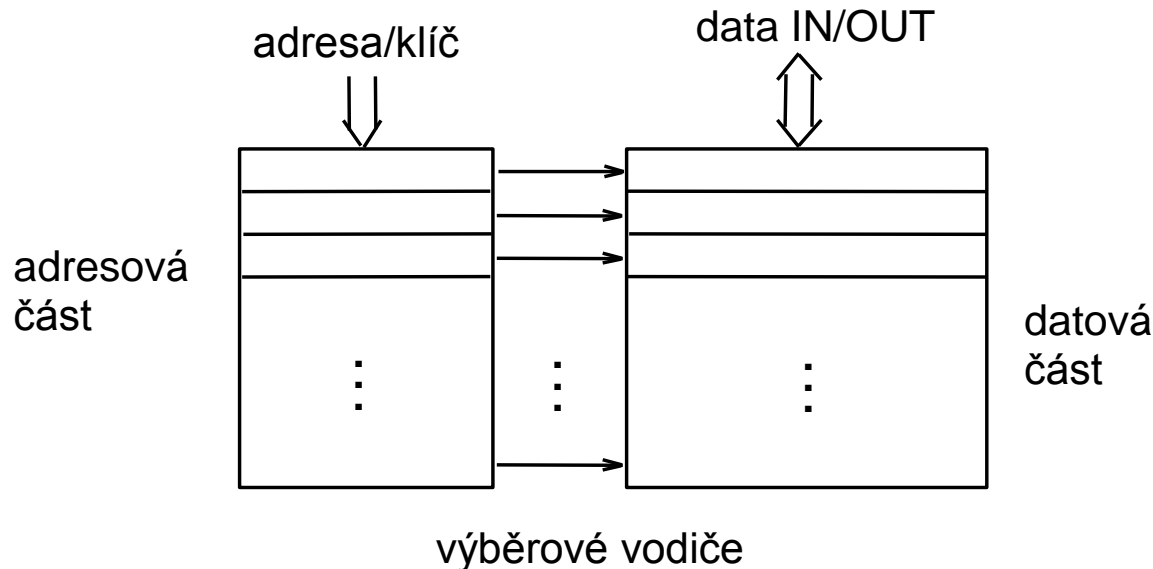 adresa/klíč
data IN/OUT
adresová
část
datová
část
výběrové vodiče